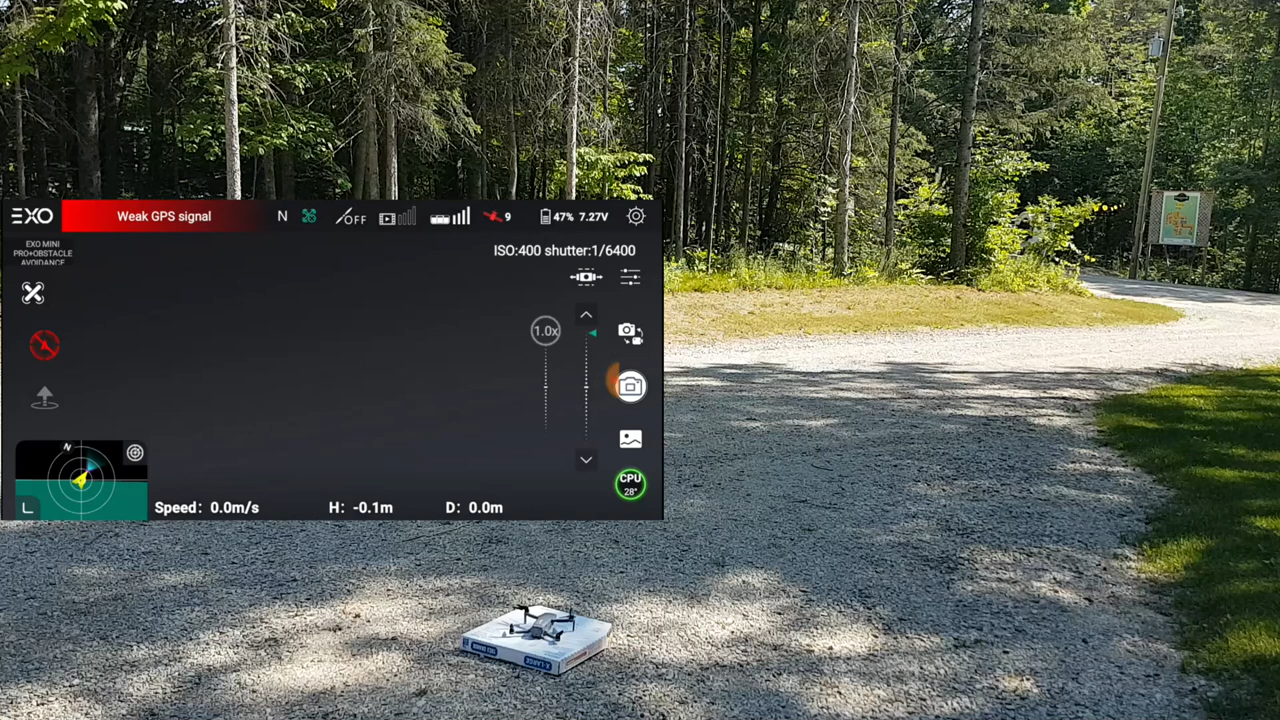 EXO
Weak GPS signal
N
OFF
9
47% 7.27V
EXO MINI
PRO+OBSTACLE
AVOIDANCE
ISO:400 shutter:1/6400
1.0x
N
CPU
28°
L
Speed: 0.0m/s
H: -0.1m
D: 0.0m
X-LARGE